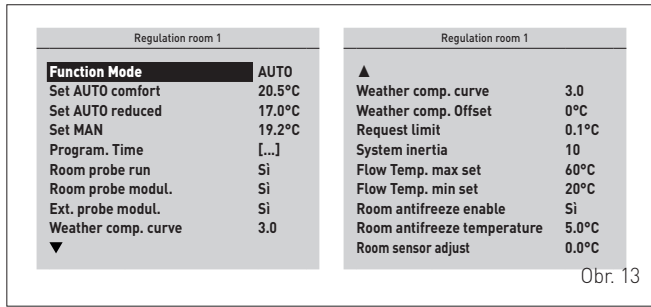 Regulation room 1
Function Mode AUTO
Set AUTO comfort 20.5°C
Set AUTO reduced 17.0°C
Set MAN 19.2°C
Program. Time [...]
Room probe run Sì
Room probe modul. Sì
Ext. probe modul. Sì
Weather comp. curve 3.0
▼
Regulation room 1
▲
Weather comp. curve 3.0
Weather comp. Offset 0°C
Request limit 0.1°C
System inertia 10
Flow Temp. max set 60°C
Flow Temp. min set 20°C
Room antifreeze enable Sì
Room antifreeze temperature 5.0°C
Room sensor adjust 0.0°C
Obr. 13